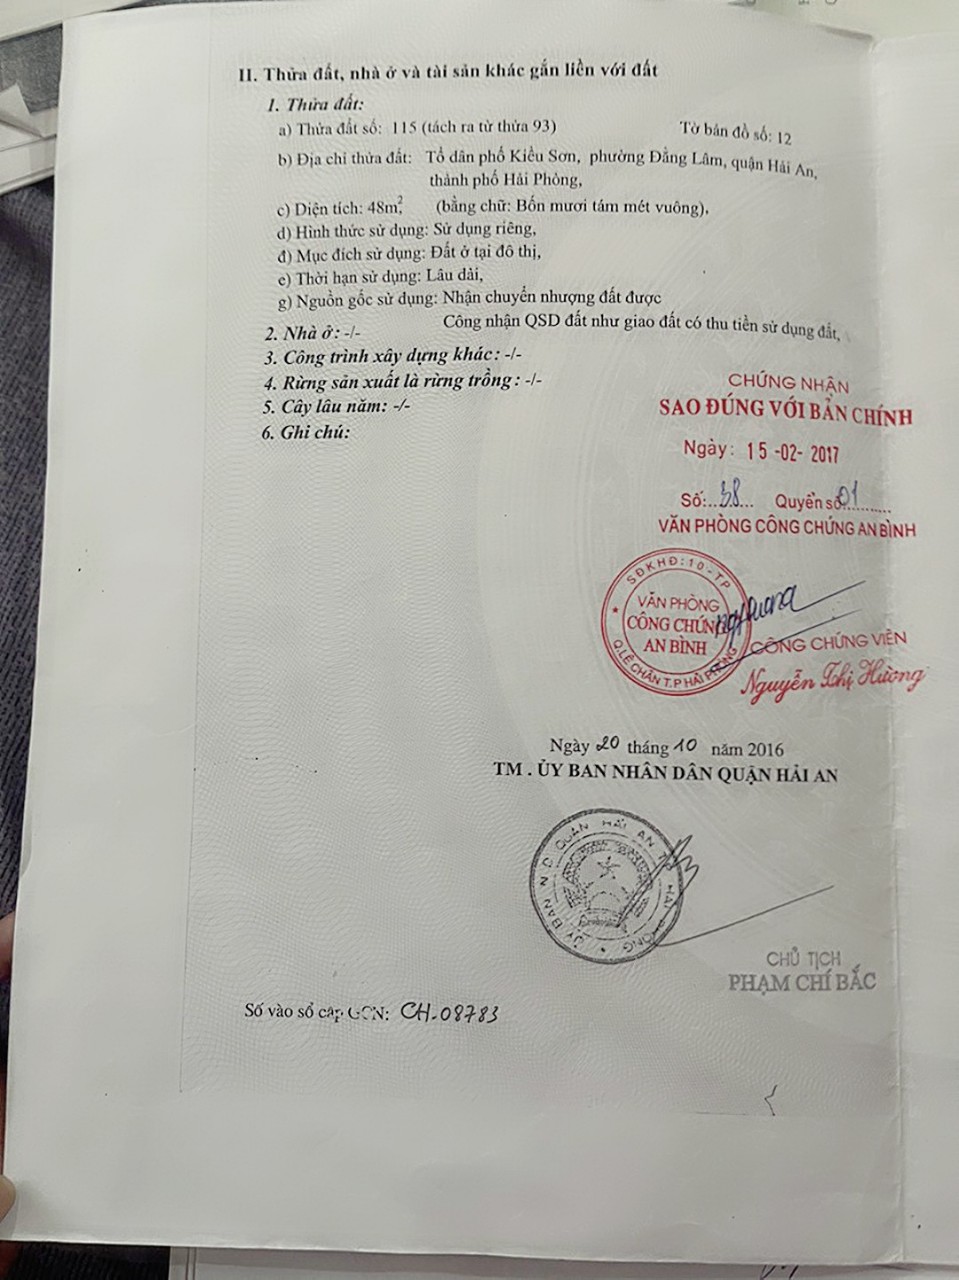 II. Thửa đất, nhà ở và tài sản khác gắn liền với đất
1. Thửa đất:
a) Thửa đất số: 115 (tách ra từ thửa 93) Tờ bản đồ số: 12
b) Địa chỉ thửa đất: Tổ dân phố Kiều Sơn, phường Đằng Lâm, quận Hải An,
thành phố Hải Phòng,
c) Diện tích: 48m², (bằng chữ: Bốn mươi tám mét vuông),
d) Hình thức sử dụng: Sử dụng riêng,
đ) Mục đích sử dụng: Đất ở tại đô thị,
e) Thời hạn sử dụng: Lâu dài,
g) Nguồn gốc sử dụng: Nhận chuyển nhượng đất được
Công nhận QSD đất như giao đất có thu tiền sử dụng đất,
2. Nhà ở: -/-
3. Công trình xây dựng khác: -/-
4. Rừng sản xuất là rừng trồng: -/-
5. Cây lâu năm: -/-
6. Ghi chú:
CHỨNG NHẬN
SAO ĐÚNG VỚI BẢN CHÍNH
Ngày: 15-02-2017
Số:..38... Quyển số 01..........
VĂN PHÒNG CÔNG CHỨNG AN BÌNH
SĐKHĐ: 10-TP
VĂN PHÒNG
CÔNG CHỨNG
AN BÌNH
Q.LÊ CHÂN T.P HẢI PHÒNG
CÔNG CHỨNG VIÊN
Nguyễn Thị Hường
Ngày 20 tháng 10 năm 2016
TM . ỦY BAN NHÂN DÂN QUẬN HẢI AN
ỦY BAN N.D QUẬN HẢI AN TP HẢI PHÒNG
CHỦ TỊCH
PHẠM CHÍ BẮC
Số vào sổ cấp GCN: CH.08783